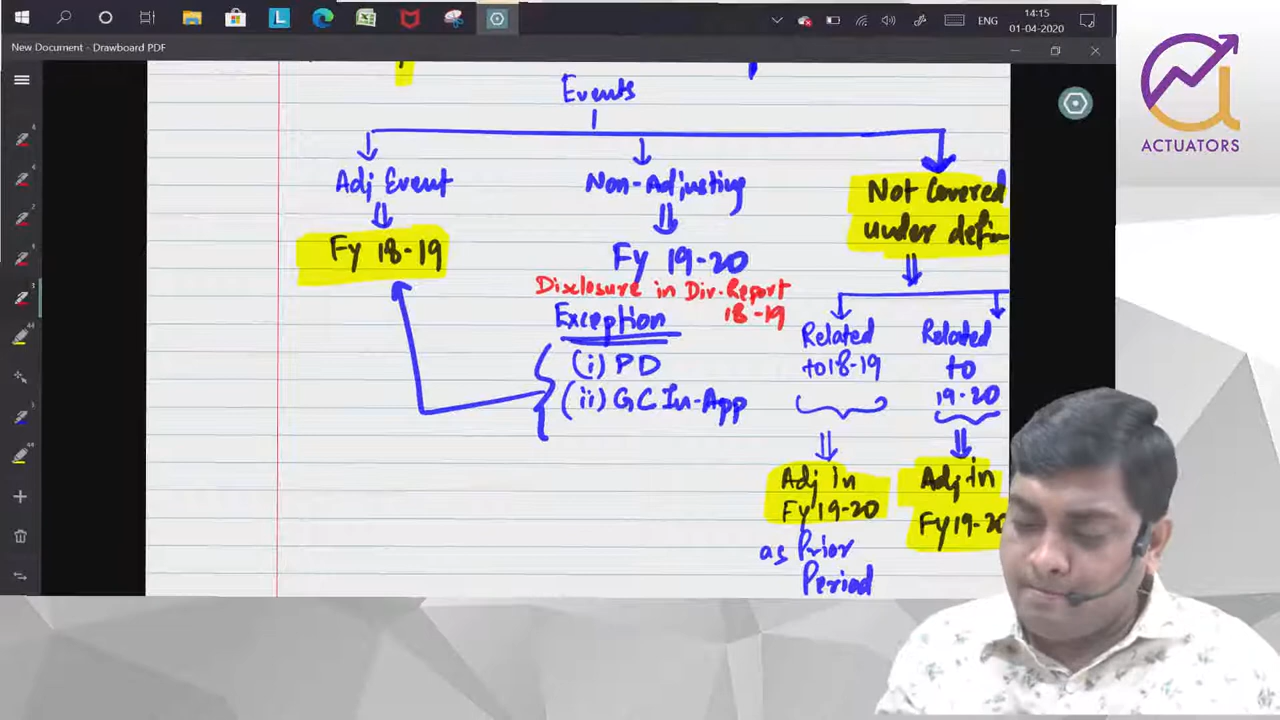 14:15
ENG
01-04-2020
New Document - Drawboard PDF
ACTUATORS
Events
Adj Event
Non-Adjusting
Not Covered
under defin
Fy 18-19
Fy 19-20
Disclosure in Dir-Report
18-19
Exception
(i) PD
(ii) GC In-App
Related
to 18-19
Related
to
19-20
Adj in
Fy 19-20
as Prior
Period
Adj in
Fy 19-20